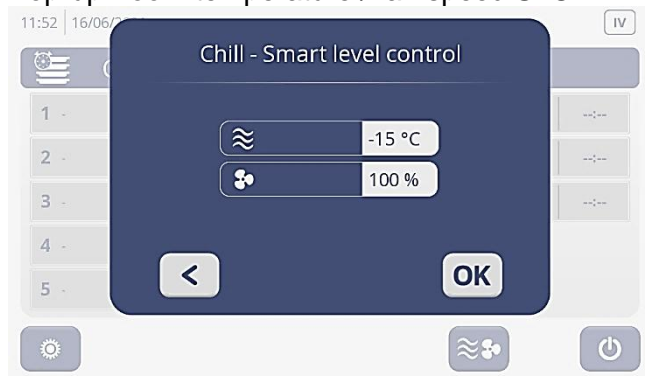 11:52 16/06/
IV
Chill - Smart level control
1 - --:--
-15 °C
2 - --:--
100 %
3 - --:--
4 -
5 -
< OK